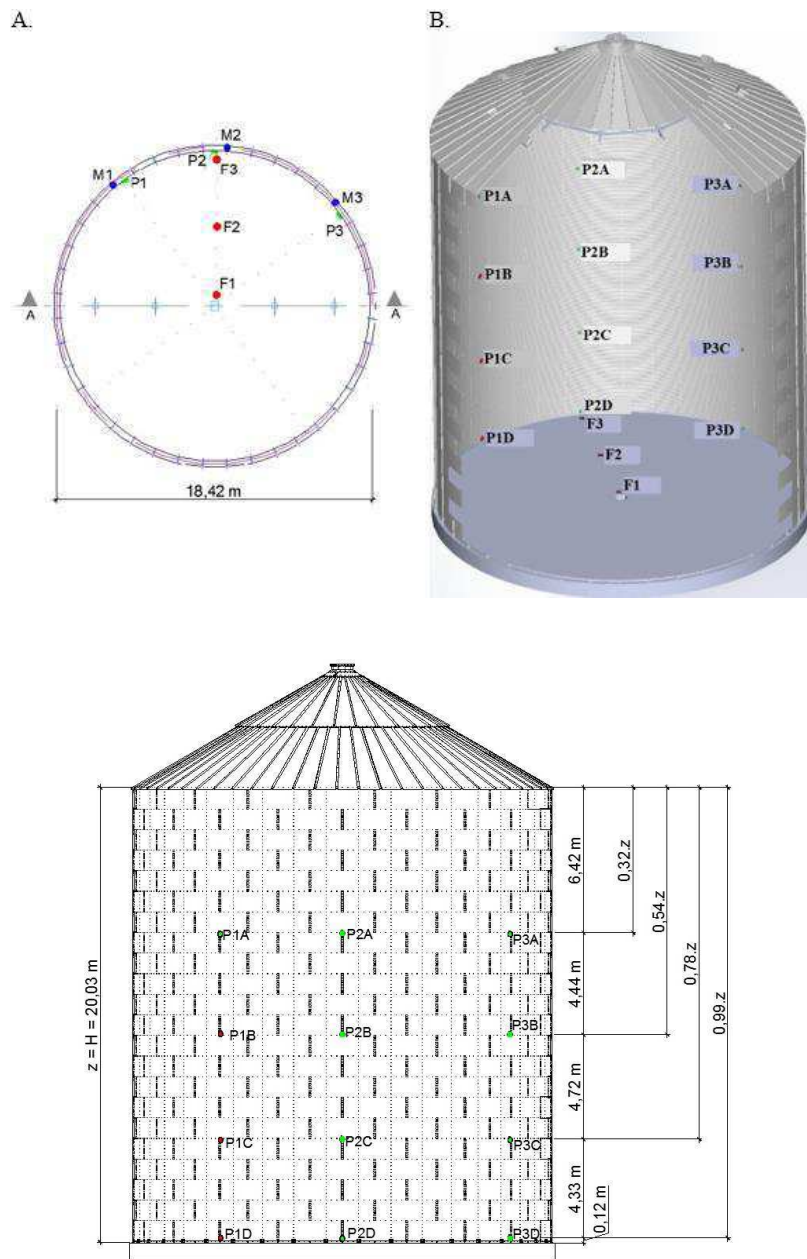 A.
B.
M1
M2
M3
P1
P2
P3
F3
F2
F1
A
A
18,42 m
P1A
P2A
P3A
P1B
P2B
P3B
P1C
P2C
P3C
P1D
P2D
P3D
F3
F2
F1
z = H = 20,03 m
P1A
P2A
P3A
P1B
P2B
P3B
P1C
P2C
P3C
P1D
P2D
P3D
6,42 m
4,44 m
4,72 m
4,33 m
0,12 m
0,32.z
0,54.z
0,78.z
0,99.z